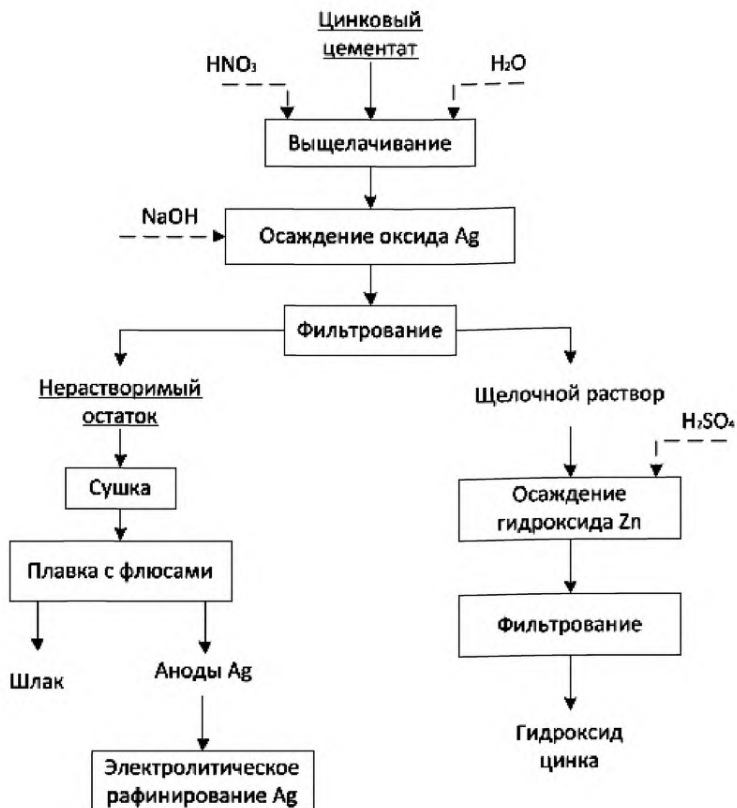 Цинковый
цементат
HNO₃
H₂O
Выщелачивание
NaOH
Осаждение оксида Ag
Фильтрование
Нерастворимый
остаток
Щелочной раствор
H₂SO₄
Сушка
Осаждение
гидроксида Zn
Плавка с флюсами
Фильтрование
Шлак
Аноды Ag
Гидроксид
цинка
Электролитическое
рафинирование Ag